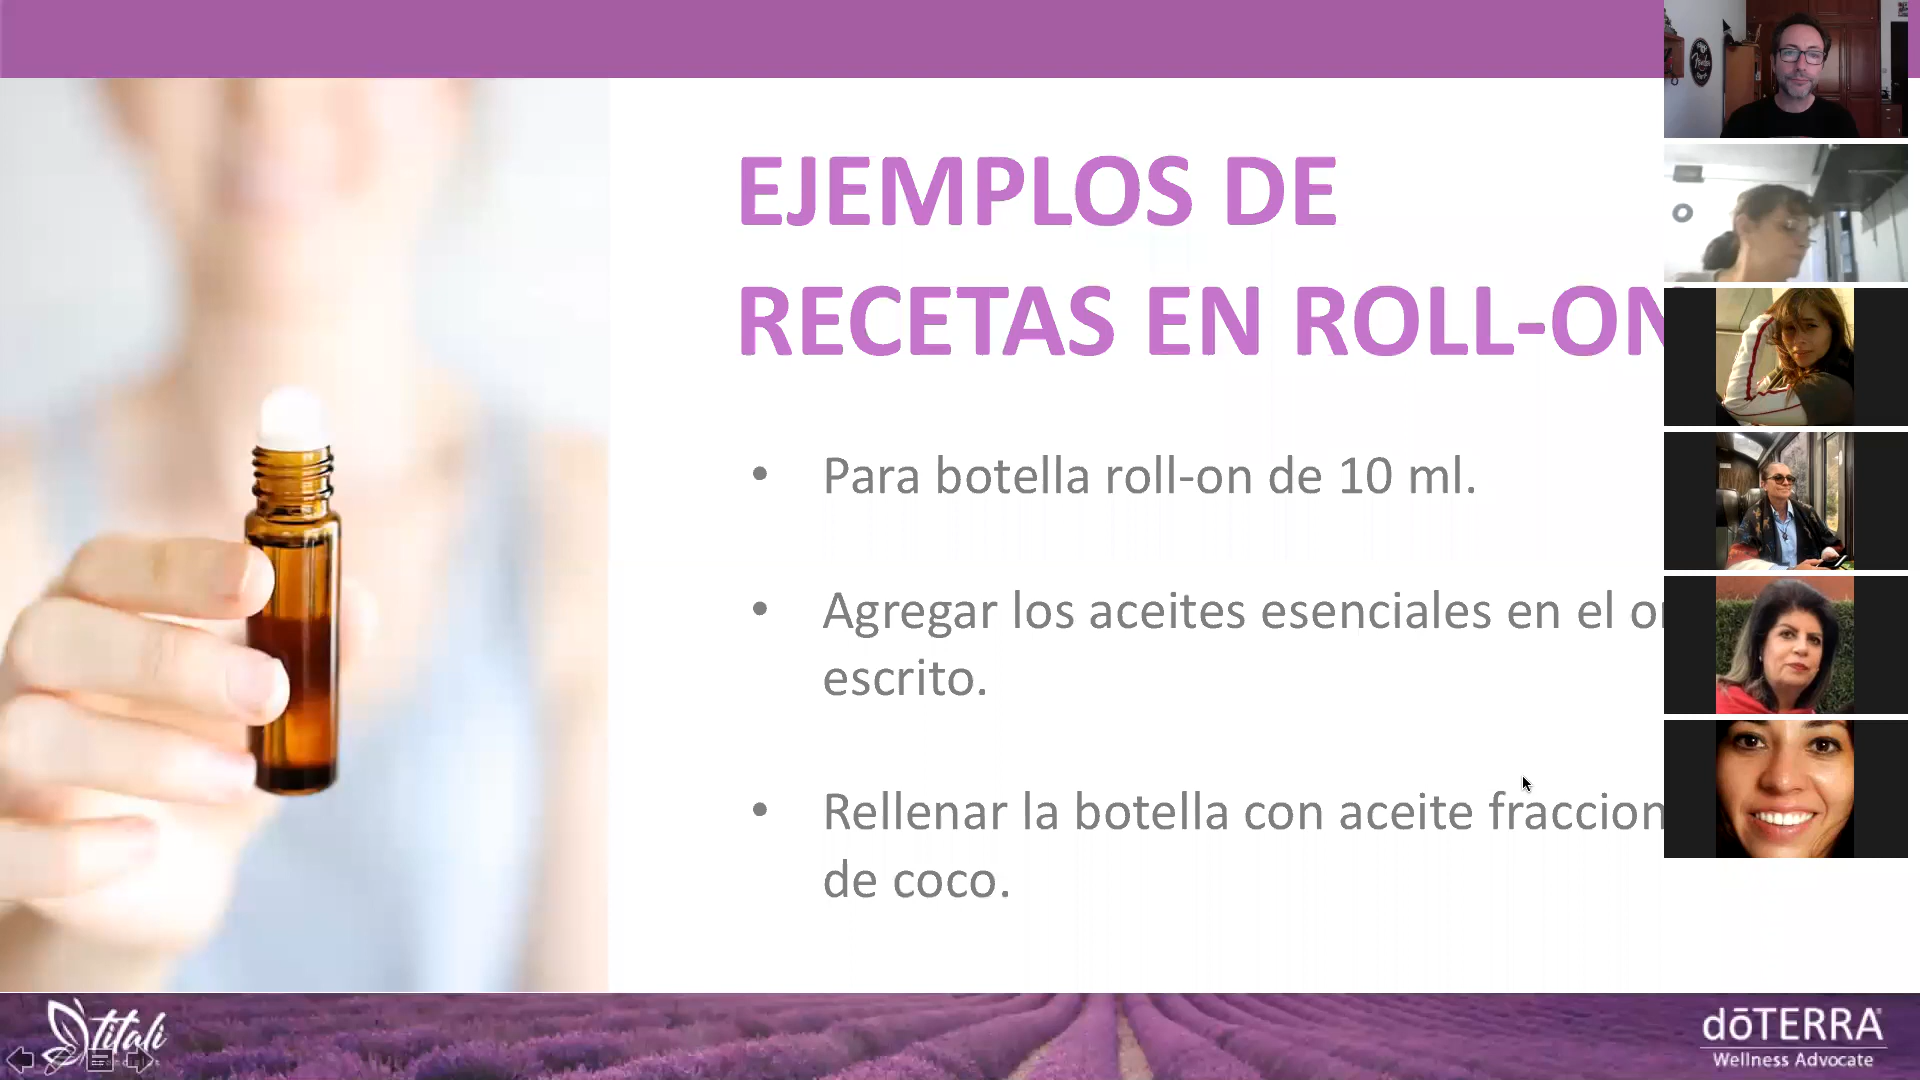 EJEMPLOS DE
RECETAS EN ROLL-ON
• Para botella roll-on de 10 ml.
• Agregar los aceites esenciales en el
escrito.
• Rellenar la botella con aceite fraccion
de coco.
titali
dōTERRA
Wellness Advocate